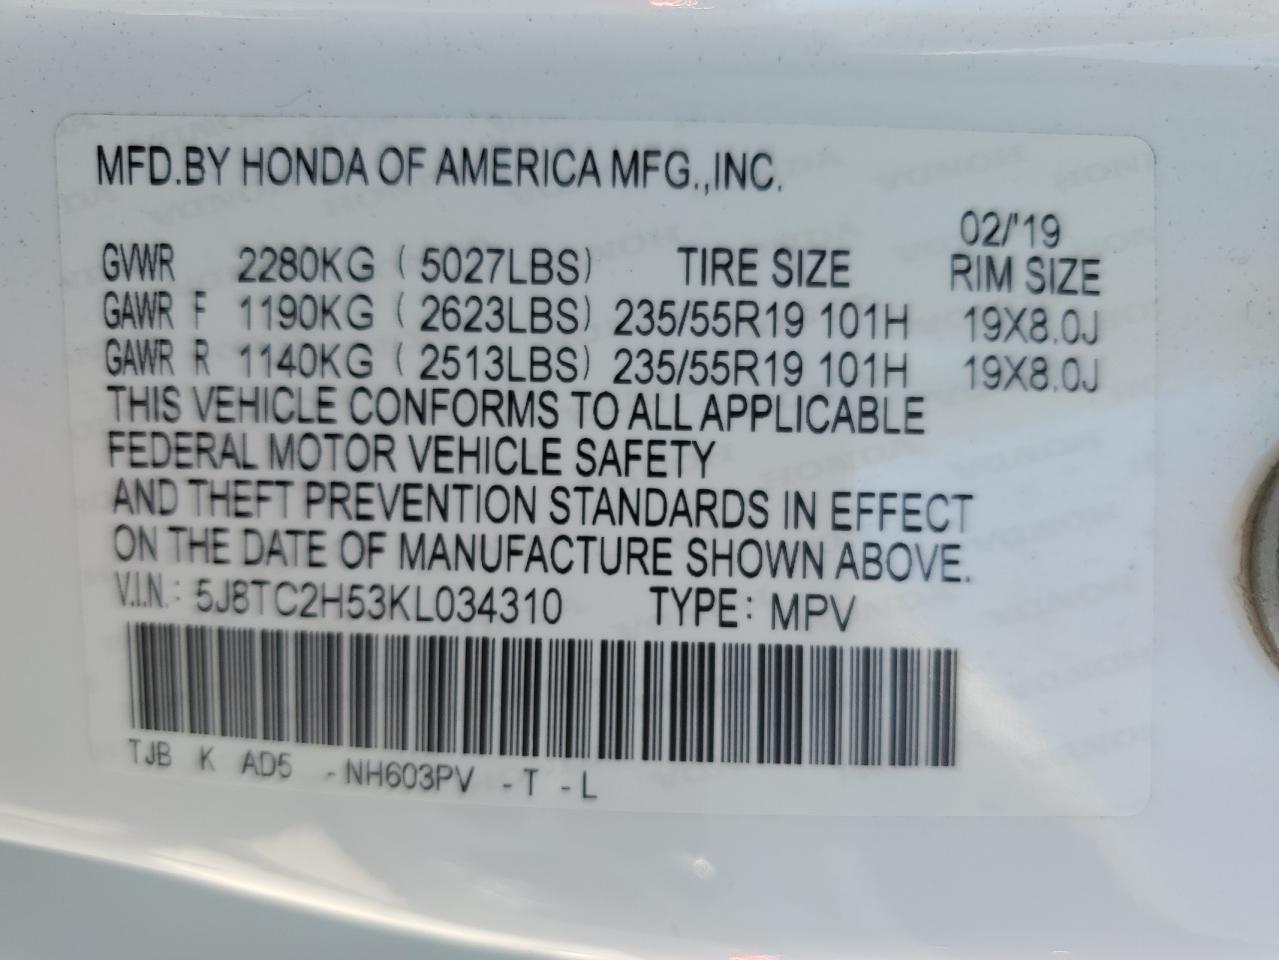 MFD.BY HONDA OF AMERICA MFG.,INC.
02/'19
GVWR 2280KG ( 5027LBS) TIRE SIZE RIM SIZE
GAWR F 1190KG ( 2623LBS) 235/55R19 101H 19X8.0J
GAWR R 1140KG ( 2513LBS) 235/55R19 101H 19X8.0J
THIS VEHICLE CONFORMS TO ALL APPLICABLE
FEDERAL MOTOR VEHICLE SAFETY
AND THEFT PREVENTION STANDARDS IN EFFECT
ON THE DATE OF MANUFACTURE SHOWN ABOVE.
V.I.N.: 5J8TC2H53KL034310 TYPE: MPV
TJB K AD5 -NH603PV -T -L